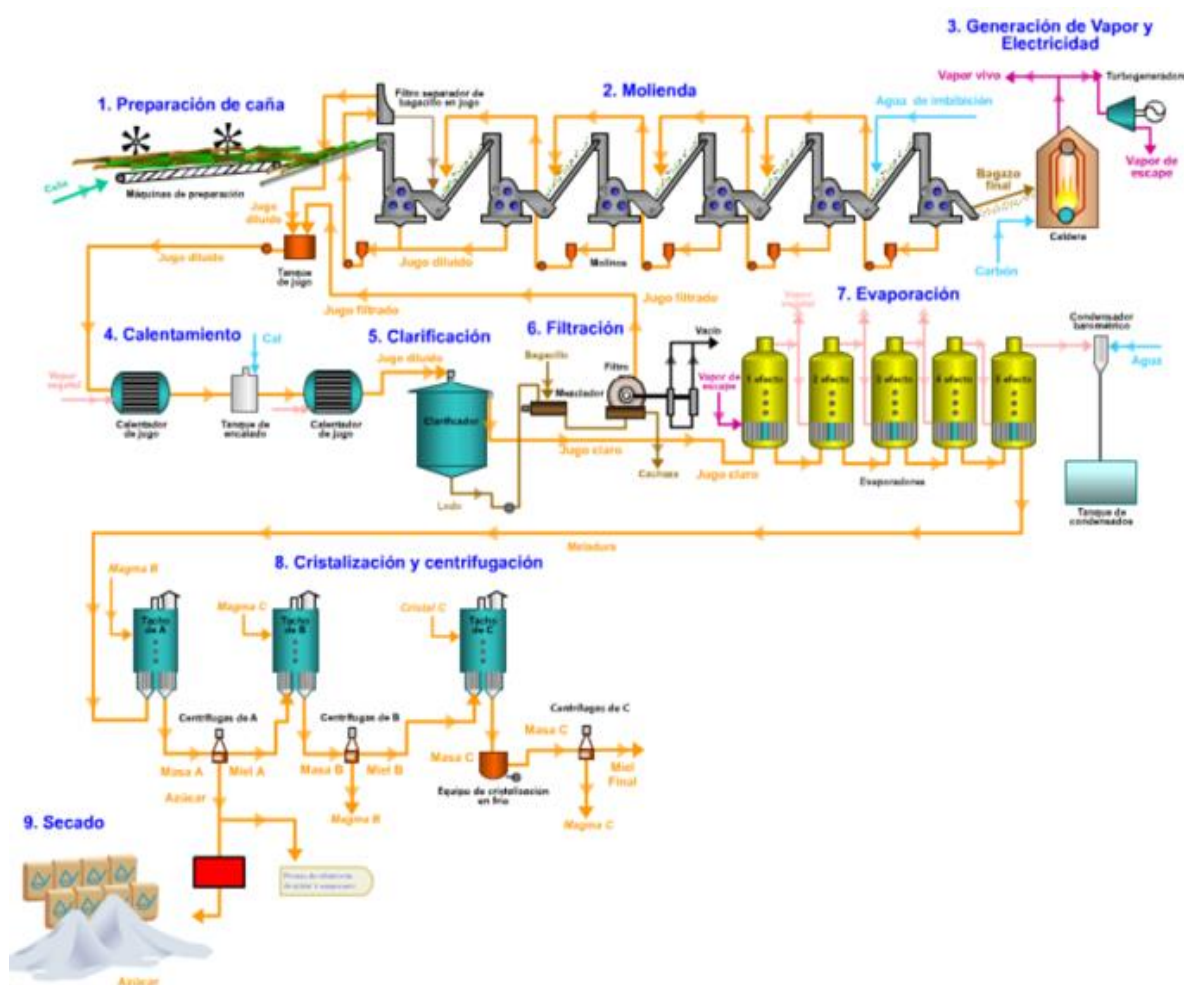 3. Generación de Vapor y
Electricidad
Vapor vivo
Turbogenerador
Vapor de
escape
1. Preparación de caña
Filtro separador de
bagacillo en jugo
2. Molienda
Agua de imbibición
Caña
Máquinas de preparación
Bagazo
final
Caldera
Carbón
Jugo
diluido
Jugo diluido
Tanque
de jugo
Jugo diluido
Molinos
Jugo filtrado
Jugo filtrado
4. Calentamiento
Cal
Vapor
vegetal
Calentador
de jugo
Tanque de
encalado
Calentador
de jugo
5. Clarificación
Jugo diluido
Clarificador
Lodo
Jugo claro
6. Filtración
Bagacillo
Mezclador
Filtro
Vacío
Cachaza
7. Evaporación
Vapor
vegetal
Vapor de
escape
1 efecto
2 efecto
3 efecto
4 efecto
5 efecto
Jugo claro
Evaporadores
Condensador
barométrico
Agua
Tanque de
condensados
Meladura
8. Cristalización y centrifugación
Magma B
Tacho
de A
Magma C
Tacho
de B
Cristal C
Tacho
de C
Centrífugas de A
Masa A
Miel A
Centrífugas de B
Masa B
Miel B
Magma B
Masa C
Equipo de cristalización
en frío
Masa C
Centrífugas de C
Miel
Final
Magma C
Azúcar
9. Secado
Azúcar